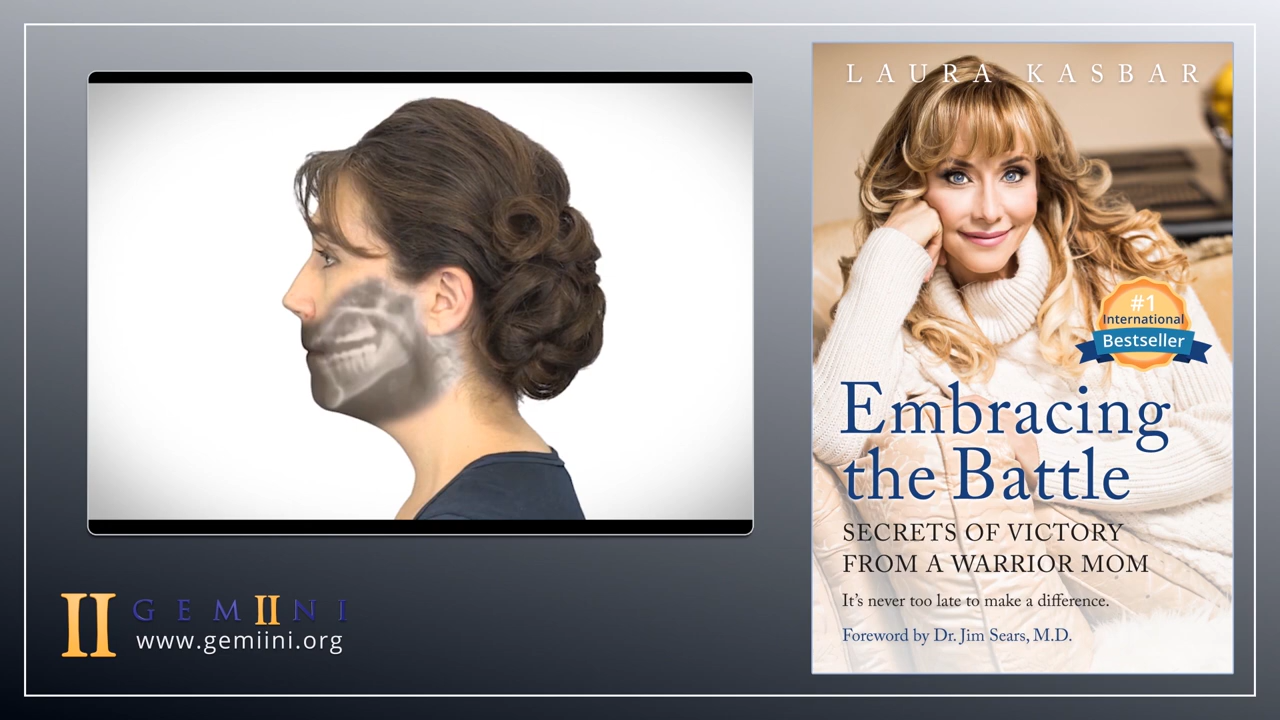 LAURA KASBAR
#1
International
Bestseller
Embracing
the Battle
SECRETS OF VICTORY
FROM A WARRIOR MOM
It's never too late to make a difference.
Foreword by Dr. Jim Sears, M.D.
II GEMIINI
www.gemiini.org